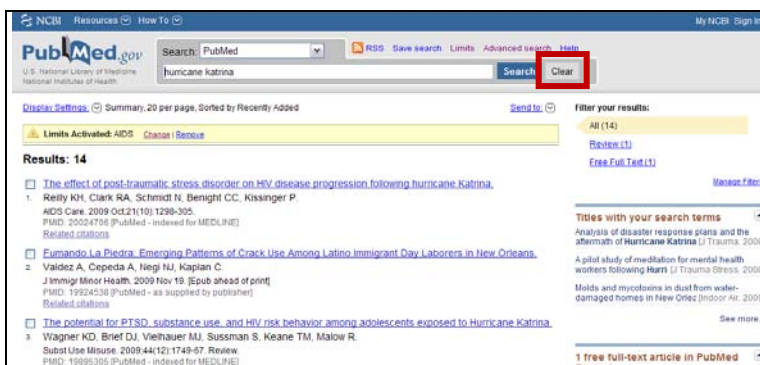 NCBI Resources How To My NCBI Sign In
PubMed.gov
U.S. National Library of Medicine
National Institutes of Health
Search: PubMed
RSS Save search Limits Advanced search Help
hurricane katrina
Search Clear
Display Settings: Summary, 20 per page, Sorted by Recently Added
Send to:
Limits Activated: AIDS Change | Remove
Results: 14
The effect of post-traumatic stress disorder on HIV disease progression following hurricane Katrina.
1. Reilly KH, Clark RA, Schmidt N, Benight CC, Kissinger P.
AIDS Care. 2009 Oct;21(10):1298-305.
PMID: 20024706 [PubMed - indexed for MEDLINE]
Related citations
Fumando La Piedra: Emerging Patterns of Crack Use Among Latino Immigrant Day Laborers in New Orleans.
2. Valdez A, Cepeda A, Negi NJ, Kaplan C.
J Immigr Minor Health. 2009 Nov 19. [Epub ahead of print]
PMID: 19924538 [PubMed - as supplied by publisher]
Related citations
The potential for PTSD, substance use, and HIV risk behavior among adolescents exposed to Hurricane Katrina.
3. Wagner KD, Brief DJ, Vielhauer MJ, Sussman S, Keane TM, Malow R.
Subst Use Misuse. 2009;44(12):1749-67. Review.
PMID: 19895305 [PubMed - indexed for MEDLINE]
Filter your results:
All (14)
Review (1)
Free Full Text (1)
Manage Filter
Titles with your search terms
Analysis of disaster response plans and the
aftermath of Hurricane Katrina [J Trauma. 200
A pilot study of meditation for mental health
workers following Hurri [J Trauma Stress. 200
Molds and mycotoxins in dust from water-
damaged homes in New Orlez [Indoor Air. 200
See more.
1 free full-text article in PubMed